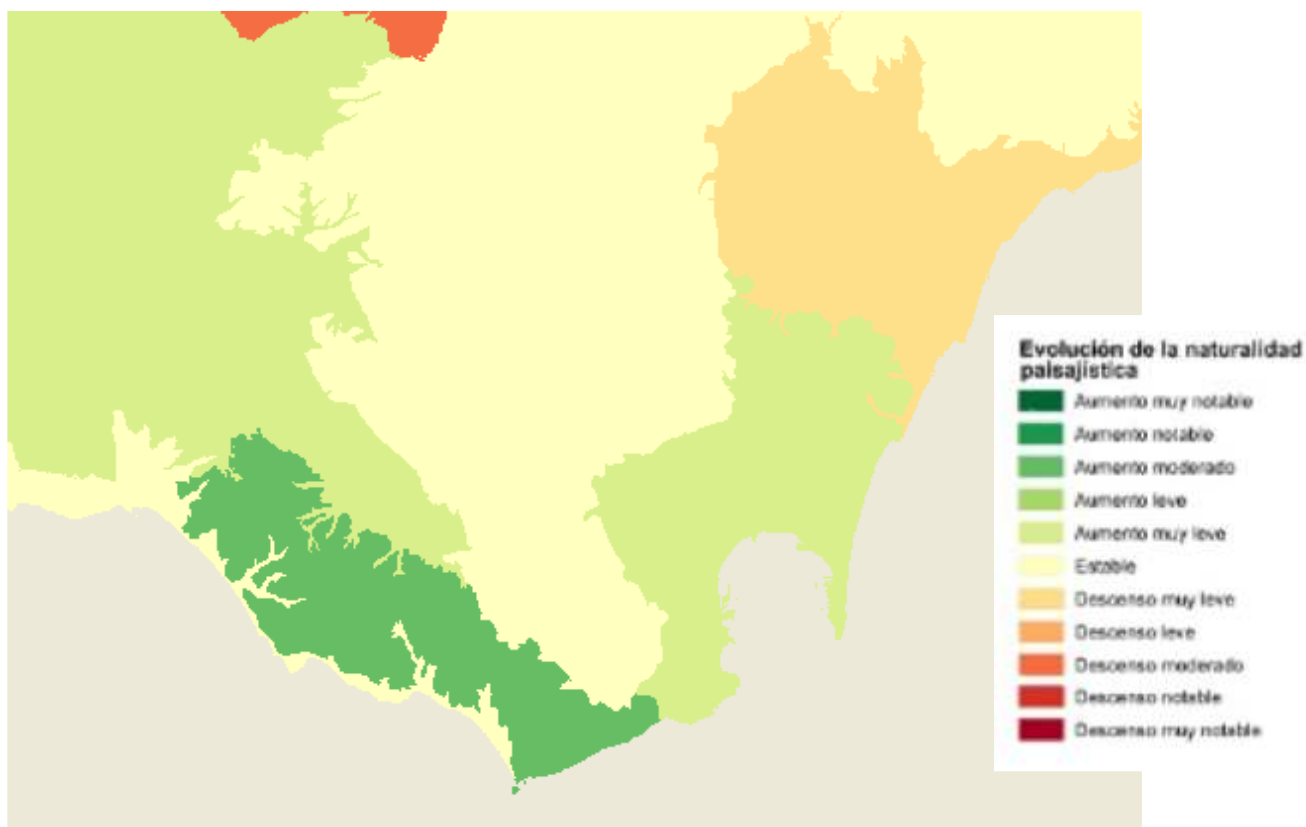 Evolución de la naturalidad
paisajística
Aumento muy notable
Aumento notable
Aumento moderado
Aumento leve
Aumento muy leve
Estable
Descenso muy leve
Descenso leve
Descenso moderado
Descenso notable
Descenso muy notable